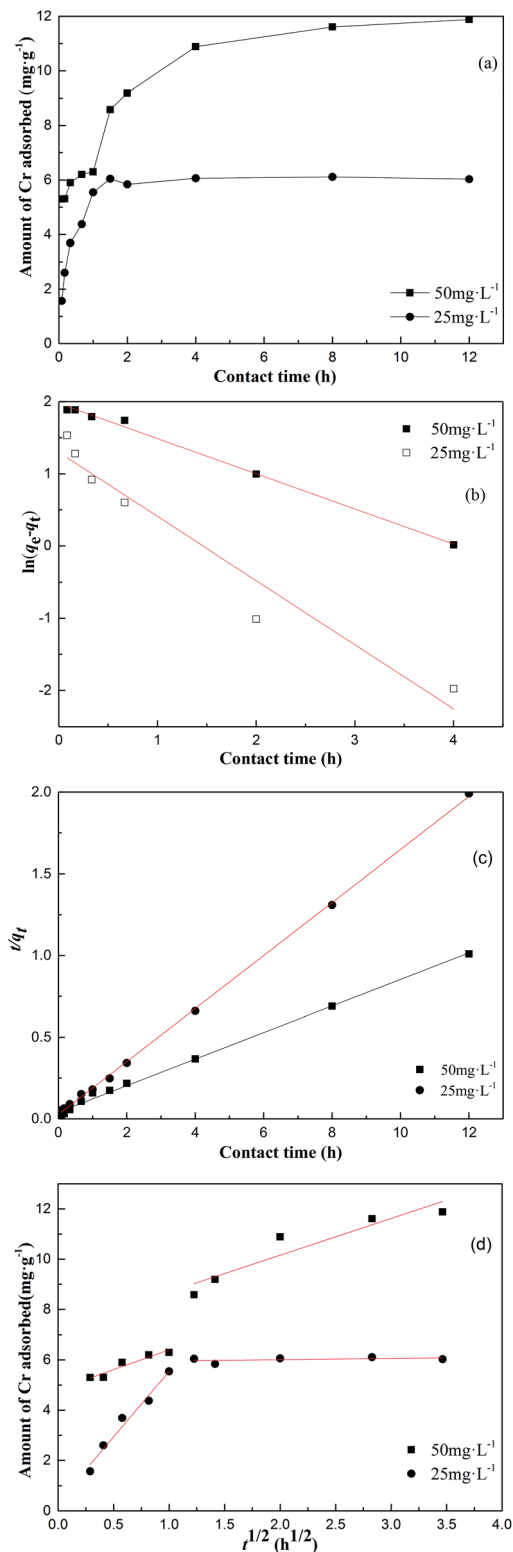 12
10
8
6
4
2
0
Amount of Cr adsorbed (mg·g⁻¹)
(a)
50mg·L⁻¹
25mg·L⁻¹
0 2 4 6 8 10 12
Contact time (h)
2
1
0
-1
-2
ln(qe-qt)
50mg·L⁻¹
25mg·L⁻¹
(b)
0 2 4
Contact time (h)
2.0
1.5
1.0
0.5
0.0
t/qt
(c)
50mg·L⁻¹
25mg·L⁻¹
0 2 4 6 8 10 12
Contact time (h)
12
10
8
6
4
2
0
Amount of Cr adsorbed(mg·g⁻¹)
(d)
50mg·L⁻¹
25mg·L⁻¹
0.0 0.5 1.0 1.5 2.0 2.5 3.0 3.5 4.0
t^1/2 (h^1/2)